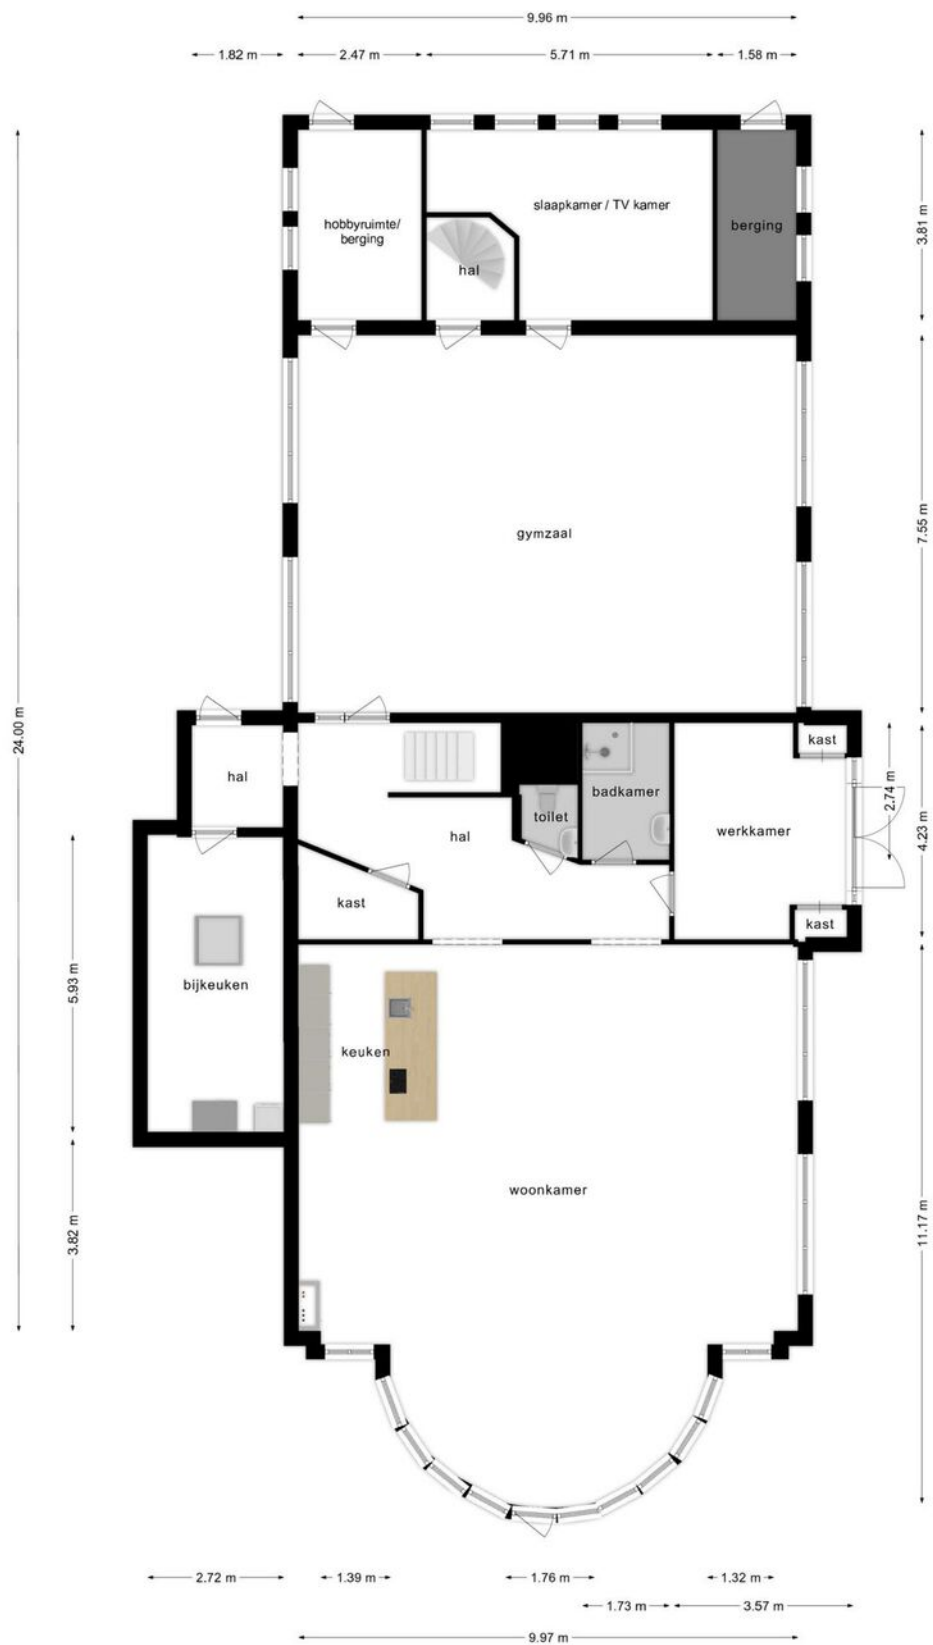 9.96 m
1.82 m
2.47 m
5.71 m
1.58 m
slaapkamer / TV kamer
hobbyruimte/
berging
berging
hal
3.81 m
gymzaal
7.55 m
24.00 m
kast
hal
badkamer
toilet
werkkamer
hal
2.74 m
4.23 m
kast
kast
bijkeuken
5.93 m
keuken
woonkamer
3.82 m
11.17 m
2.72 m
1.39 m
1.76 m
1.32 m
1.73 m
3.57 m
9.97 m